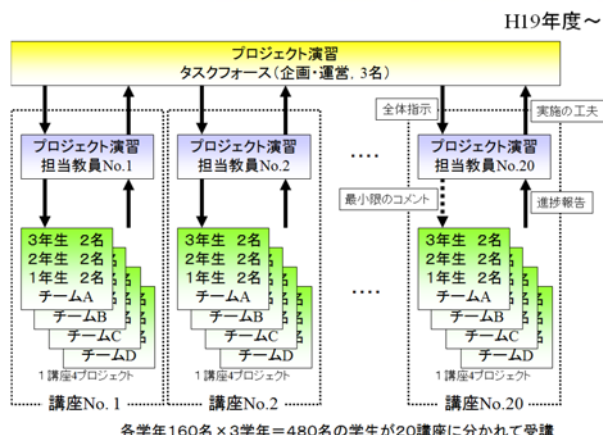 H19年度～
プロジェクト演習
タスクフォース（企画・運営，3名）
全体指示
実施の工夫
プロジェクト演習
担当教員No.1
プロジェクト演習
担当教員No.2
‥‥
プロジェクト演習
担当教員No.20
最小限のコメント
進捗報告
3年生 2名
2年生 2名
1年生 2名
チームA
名
名
名
チームB
チームC
チームD
1講座4プロジェクト
講座No. 1
3年生 2名
2年生 2名
1年生 2名
チームA
名
名
名
チームB
チームC
チームD
1講座4プロジェクト
講座No.2
‥‥
3年生 2名
2年生 2名
1年生 2名
チームA
名
名
名
チームB
チームC
チームD
1講座4プロジェクト
講座No.20
各学年160名×3学年＝480名の学生が20講座に分かれて受講